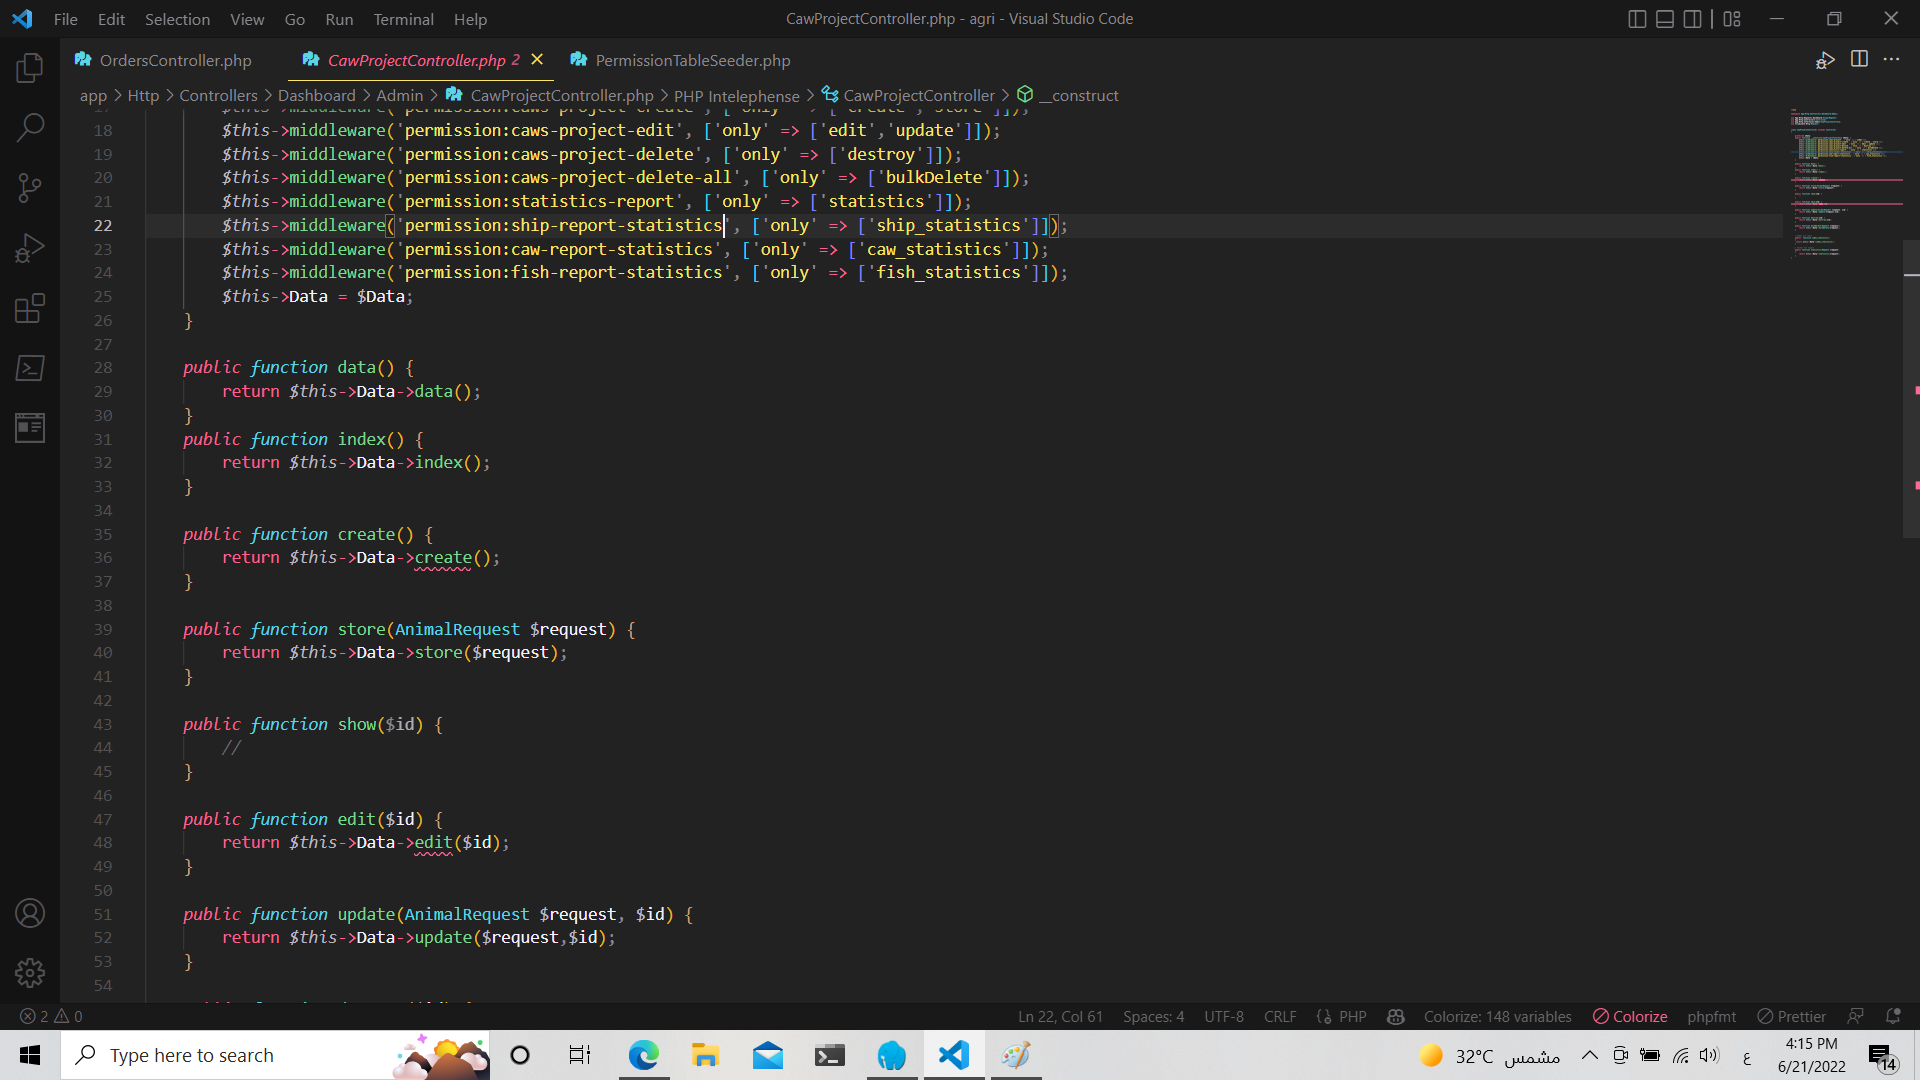 File Edit Selection View Go Run Terminal Help CawProjectController.php - agri - Visual Studio Code
OrdersController.php CawProjectController.php 2 PermissionTableSeeder.php
app > Http > Controllers > Dashboard > Admin > CawProjectController.php > PHP Intelephense > CawProjectController > __construct
18 $this->middleware('permission:caws-project-edit', ['only' => ['edit','update']]);
19 $this->middleware('permission:caws-project-delete', ['only' => ['destroy']]);
20 $this->middleware('permission:caws-project-delete-all', ['only' => ['bulkDelete']]);
21 $this->middleware('permission:statistics-report', ['only' => ['statistics']]);
22 $this->middleware('permission:ship-report-statistics', ['only' => ['ship_statistics']]);
23 $this->middleware('permission:caw-report-statistics', ['only' => ['caw_statistics']]);
24 $this->middleware('permission:fish-report-statistics', ['only' => ['fish_statistics']]);
25 $this->Data = $Data;
26 }
27
28 public function data() {
29 return $this->Data->data();
30 }
31 public function index() {
32 return $this->Data->index();
33 }
34
35 public function create() {
36 return $this->Data->create();
37 }
38
39 public function store(AnimalRequest $request) {
40 return $this->Data->store($request);
41 }
42
43 public function show($id) {
44 //
45 }
46
47 public function edit($id) {
48 return $this->Data->edit($id);
49 }
50
51 public function update(AnimalRequest $request, $id) {
52 return $this->Data->update($request,$id);
53 }
54
2 0 Ln 22, Col 61 Spaces: 4 UTF-8 CRLF PHP Colorize: 148 variables Colorize phpfmt Prettier
Type here to search 32°C مشمس ع 4:15 PM
6/21/2022 14